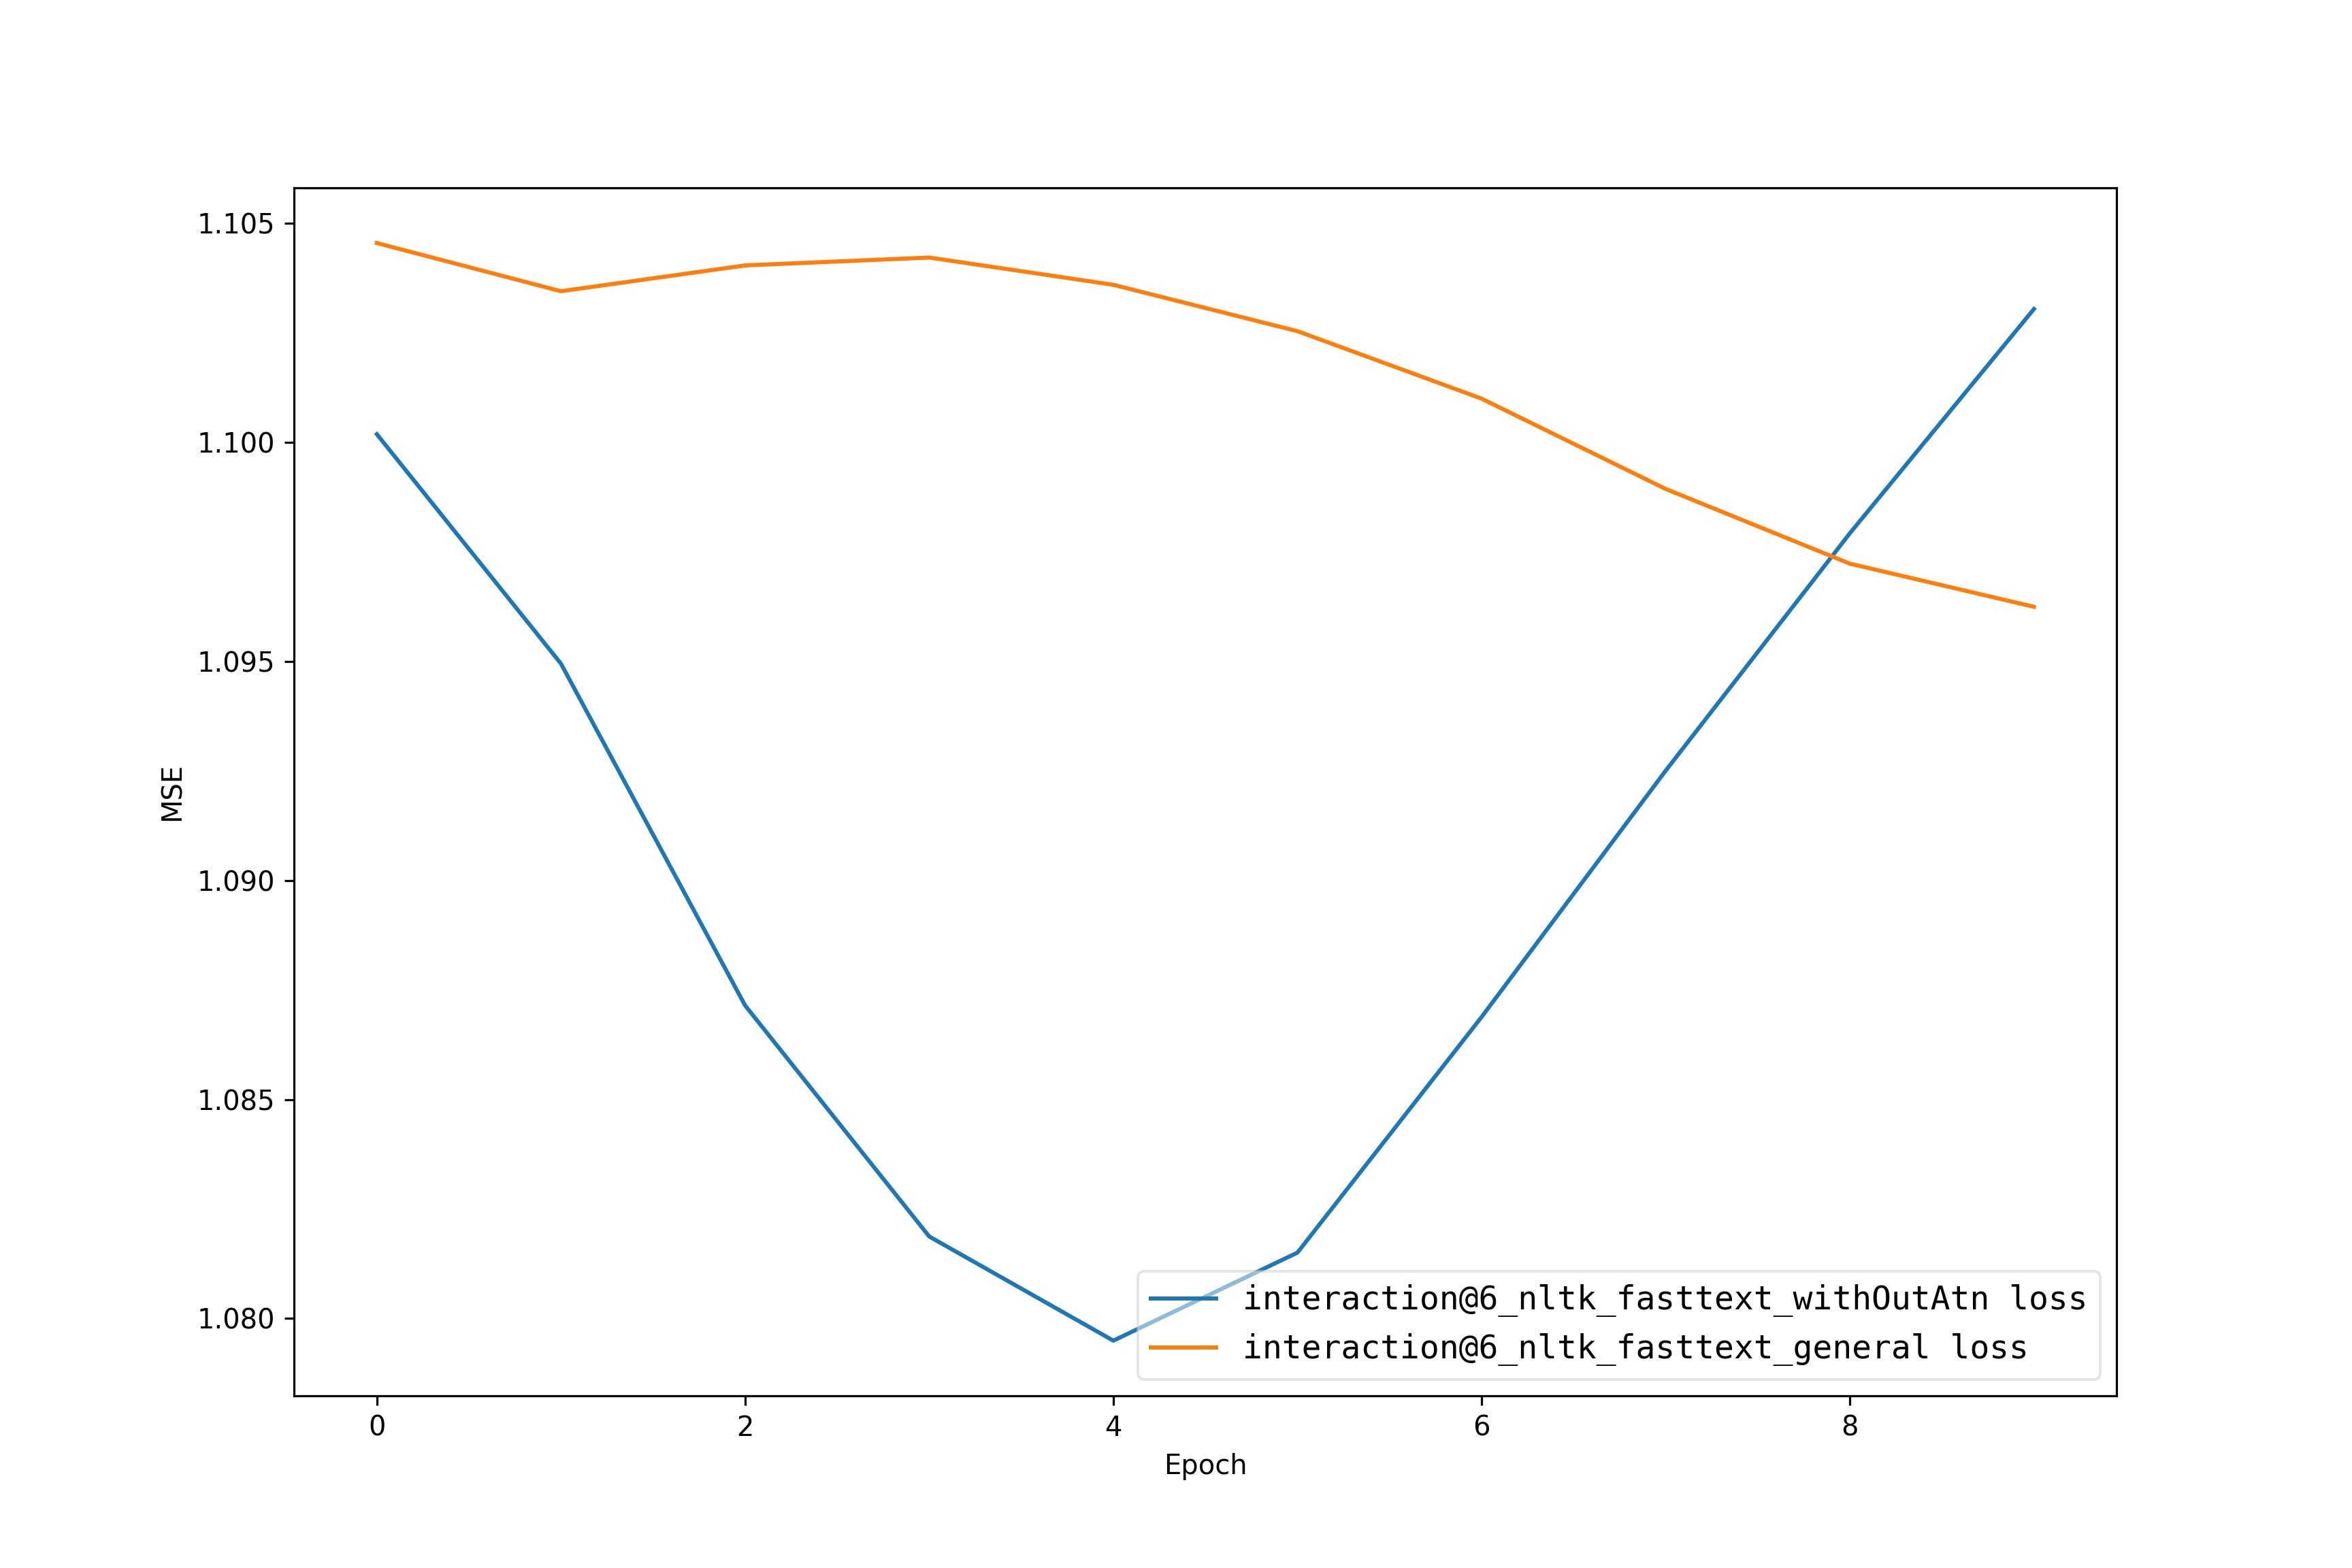 1.105
1.100
1.095
1.090
1.085
1.080
MSE
interaction@6_nltk_fasttext_withOutAtn loss
interaction@6_nltk_fasttext_general loss
0 2 4 6 8
Epoch